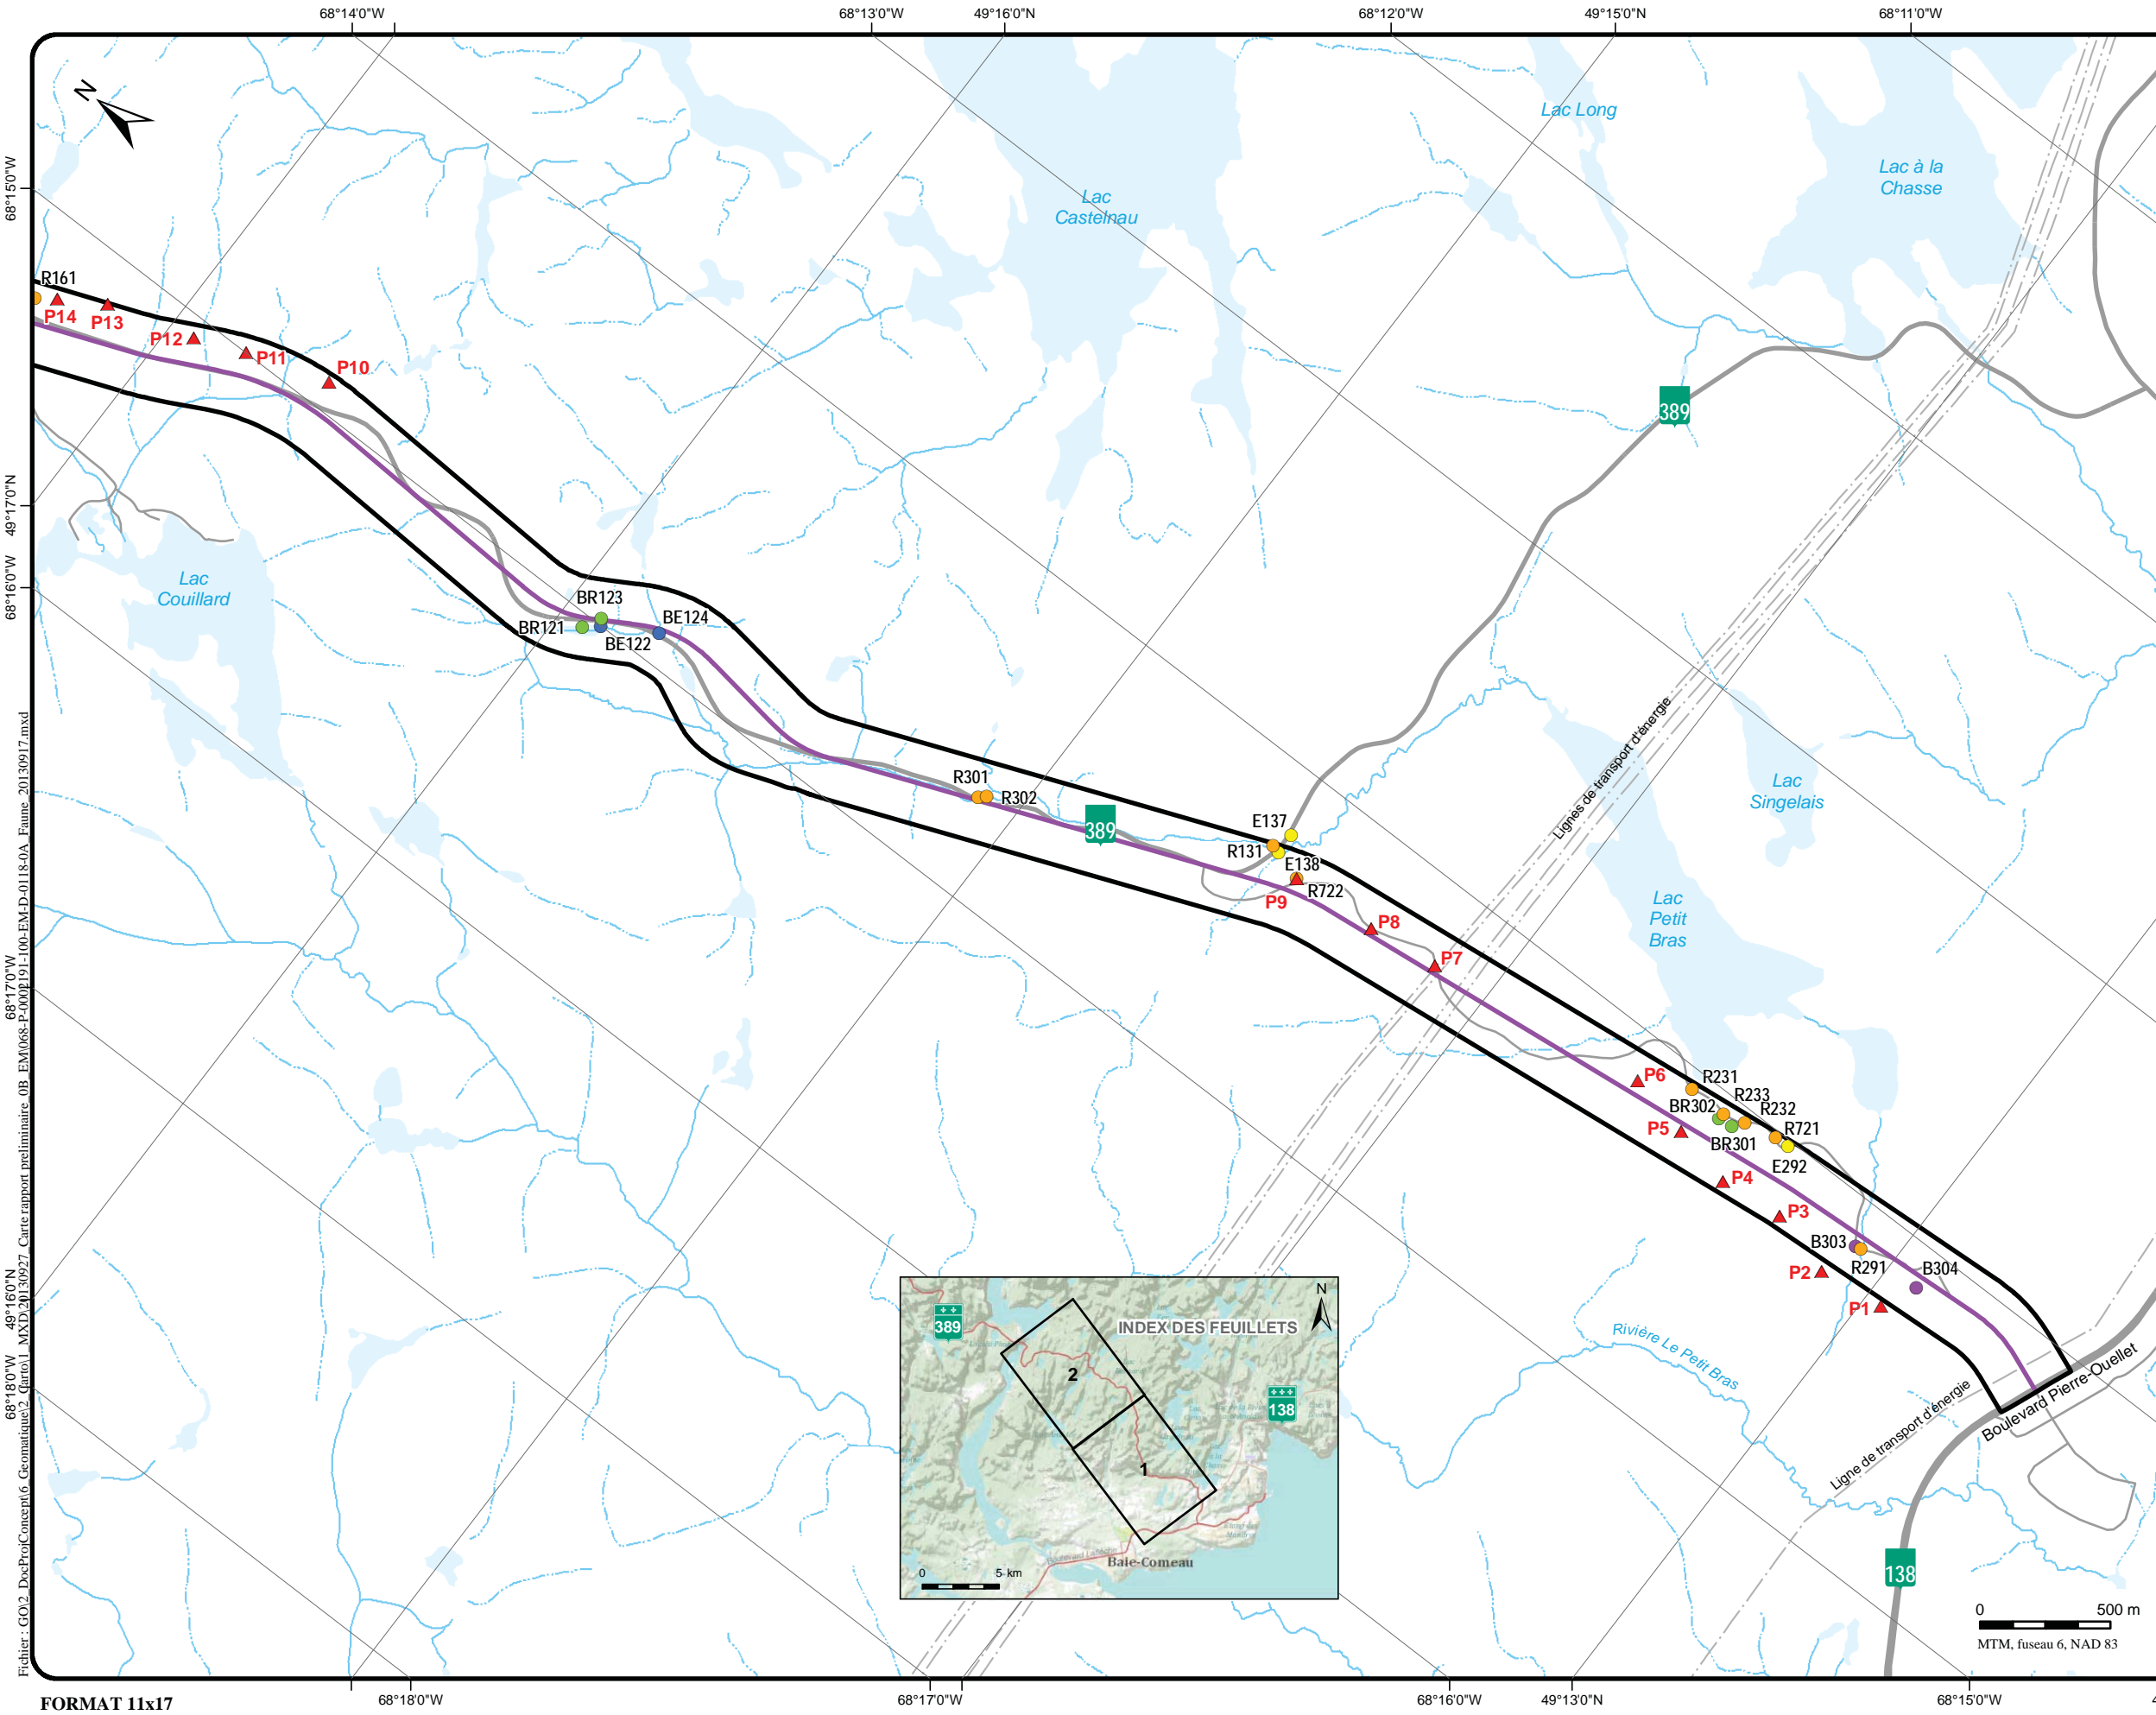 68°14'0"W
68°13'0"W
49°16'0"N
68°12'0"W
49°15'0"N
68°11'0"W
68°15'0"W
49°17'0"N
68°16'0"W
68°17'0"W
49°16'0"N
68°18'0"W
N
Lac Long
Lac à la
Chasse
Lac
Castelnau
R161
P14
P13
P12
P11
P10
389
Lac
Couillard
BR123
BR121
BE122
BE124
R301
R302
389
E137
R131
E138
R722
P9
P8
P7
Lignes de transport d'énergie
Lac
Singelais
Lac
Petit
Bras
P6
R231
R233
BR302
R232
P5
BR301
R721
E292
P4
P3
B303
R291
B304
P2
P1
Rivière Le Petit Bras
Ligne de transport d'énergie
Boulevard Pierre-Ouellet
138
INDEX DES FEUILLETS
N
389
138
2
1
Boulevard Laflèche
Baie-Comeau
0 5 km
0 500 m
MTM, fuseau 6, NAD 83
Fichier : GO\2_DocProjConcept\6_Geomatique\2_Carto\1_MXD\20130927_Carte rapport preliminaire_0B_EM\068-P-0002191-1-00-EM-D-0118-0A_Faune_20130917.mxd
FORMAT 11x17
68°18'0"W
68°17'0"W
68°16'0"W
49°13'0"N
68°15'0"W